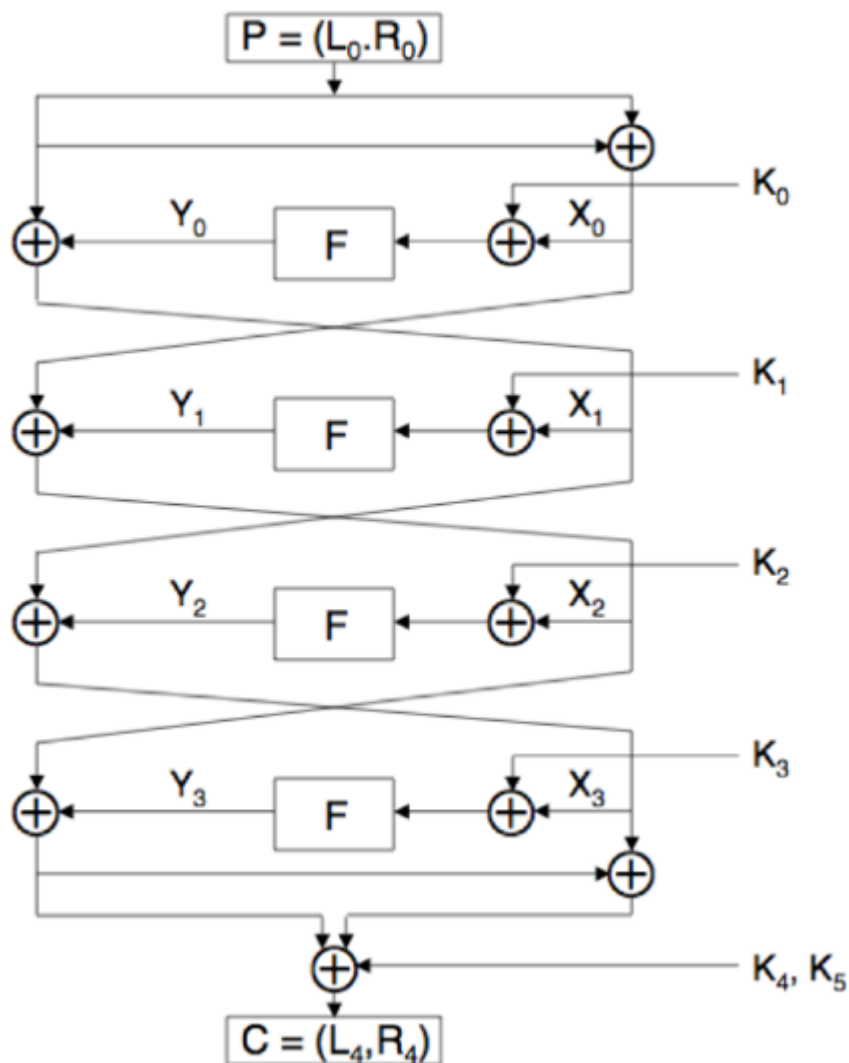 P = (L₀.R₀)
K₀
Y₀ F X₀
K₁
Y₁ F X₁
K₂
Y₂ F X₂
K₃
Y₃ F X₃
K₄, K₅
C = (L₄,R₄)